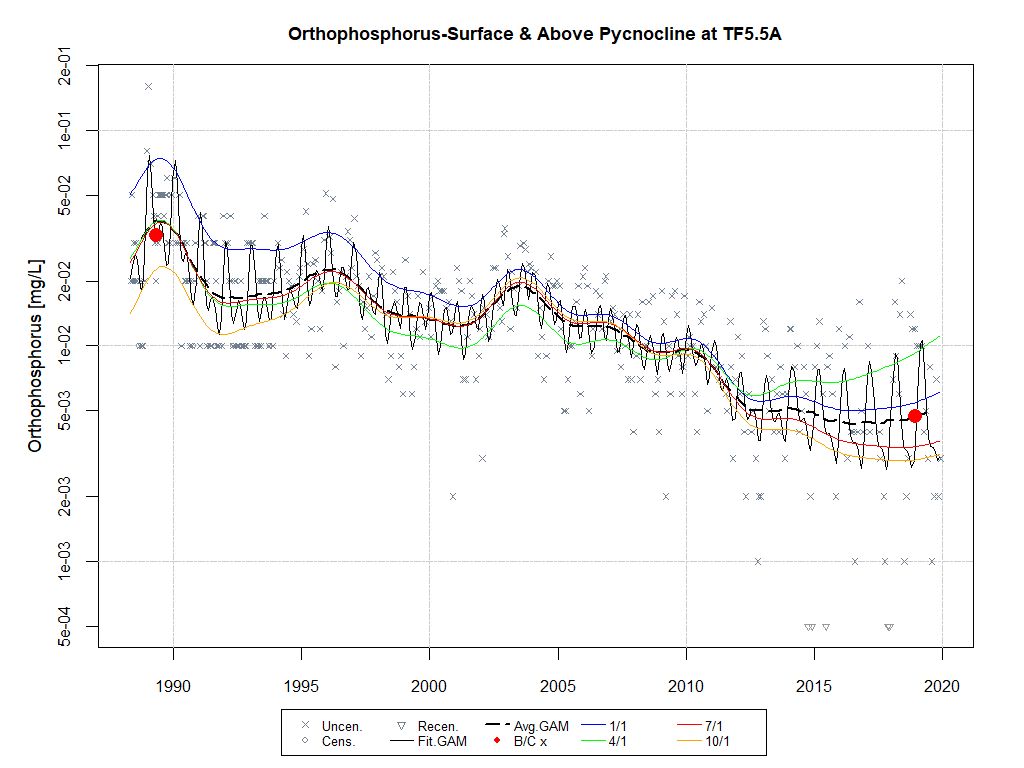 Orthophosphorus-Surface & Above Pycnocline at TF5.5A
Orthophosphorus [mg/L]
2e-01
1e-01
5e-02
2e-02
1e-02
5e-03
2e-03
1e-03
5e-04
1990 1995 2000 2005 2010 2015 2020
Uncen. Recen. Avg.GAM 1/1 7/1
Cens. Fit.GAM B/C x 4/1 10/1